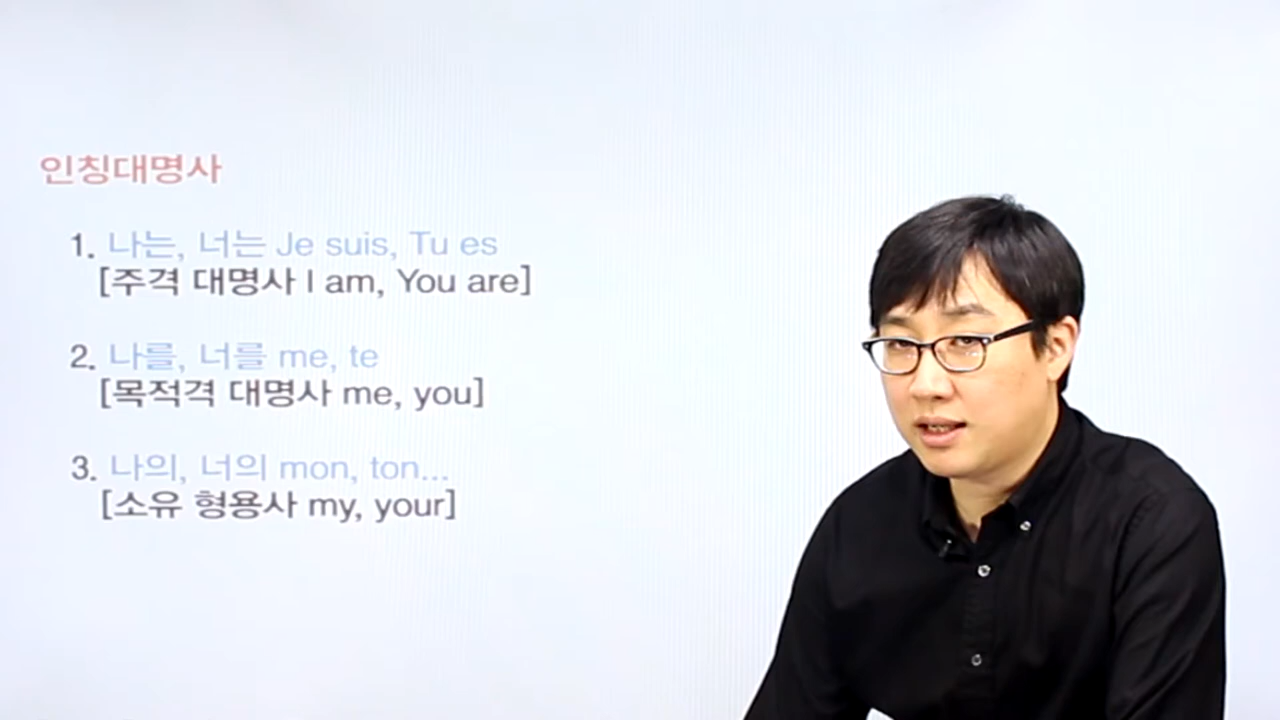 인칭대명사
1. 나는, 너는 Je suis, Tu es
[주격 대명사 I am, You are]
2. 나를, 너를 me, te
[목적격 대명사 me, you]
3. 나의, 너의 mon, ton...
[소유 형용사 my, your]